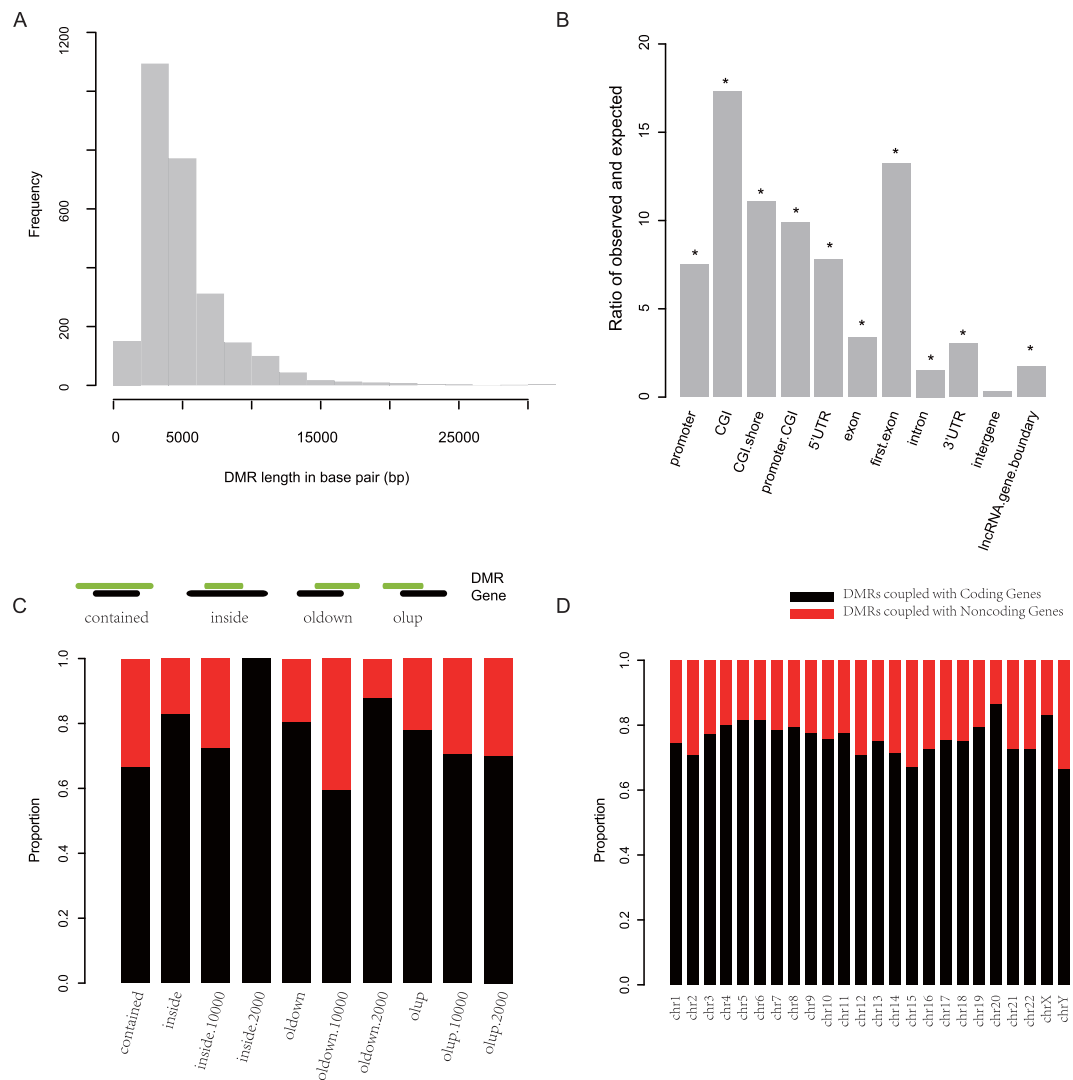 A
1200
600
200
0
Frequency
0 5000 15000 25000
DMR length in base pair (bp)
B
20
15
10
5
0
Ratio of observed and expected
* * * * * * * * * *
promoter
CGI
CGI.shore
promoter.CGI
5'UTR
exon
first.exon
intron
3'UTR
intergene
lncRNA.gene.boundary
DMR
Gene
contained inside oldown olup
C
1.0
0.8
0.6
0.4
0.2
0.0
Proportion
contained
inside
inside.10000
inside.2000
oldown
oldown.10000
oldown.2000
olup
olup.10000
olup.2000
D
DMRs coupled with Coding Genes
DMRs coupled with Noncoding Genes
1.0
0.8
0.6
0.4
0.2
0.0
Proportion
chr1
chr2
chr3
chr4
chr5
chr6
chr7
chr8
chr9
chr10
chr11
chr12
chr13
chr14
chr15
chr16
chr17
chr18
chr19
chr20
chr21
chr22
chrX
chrY